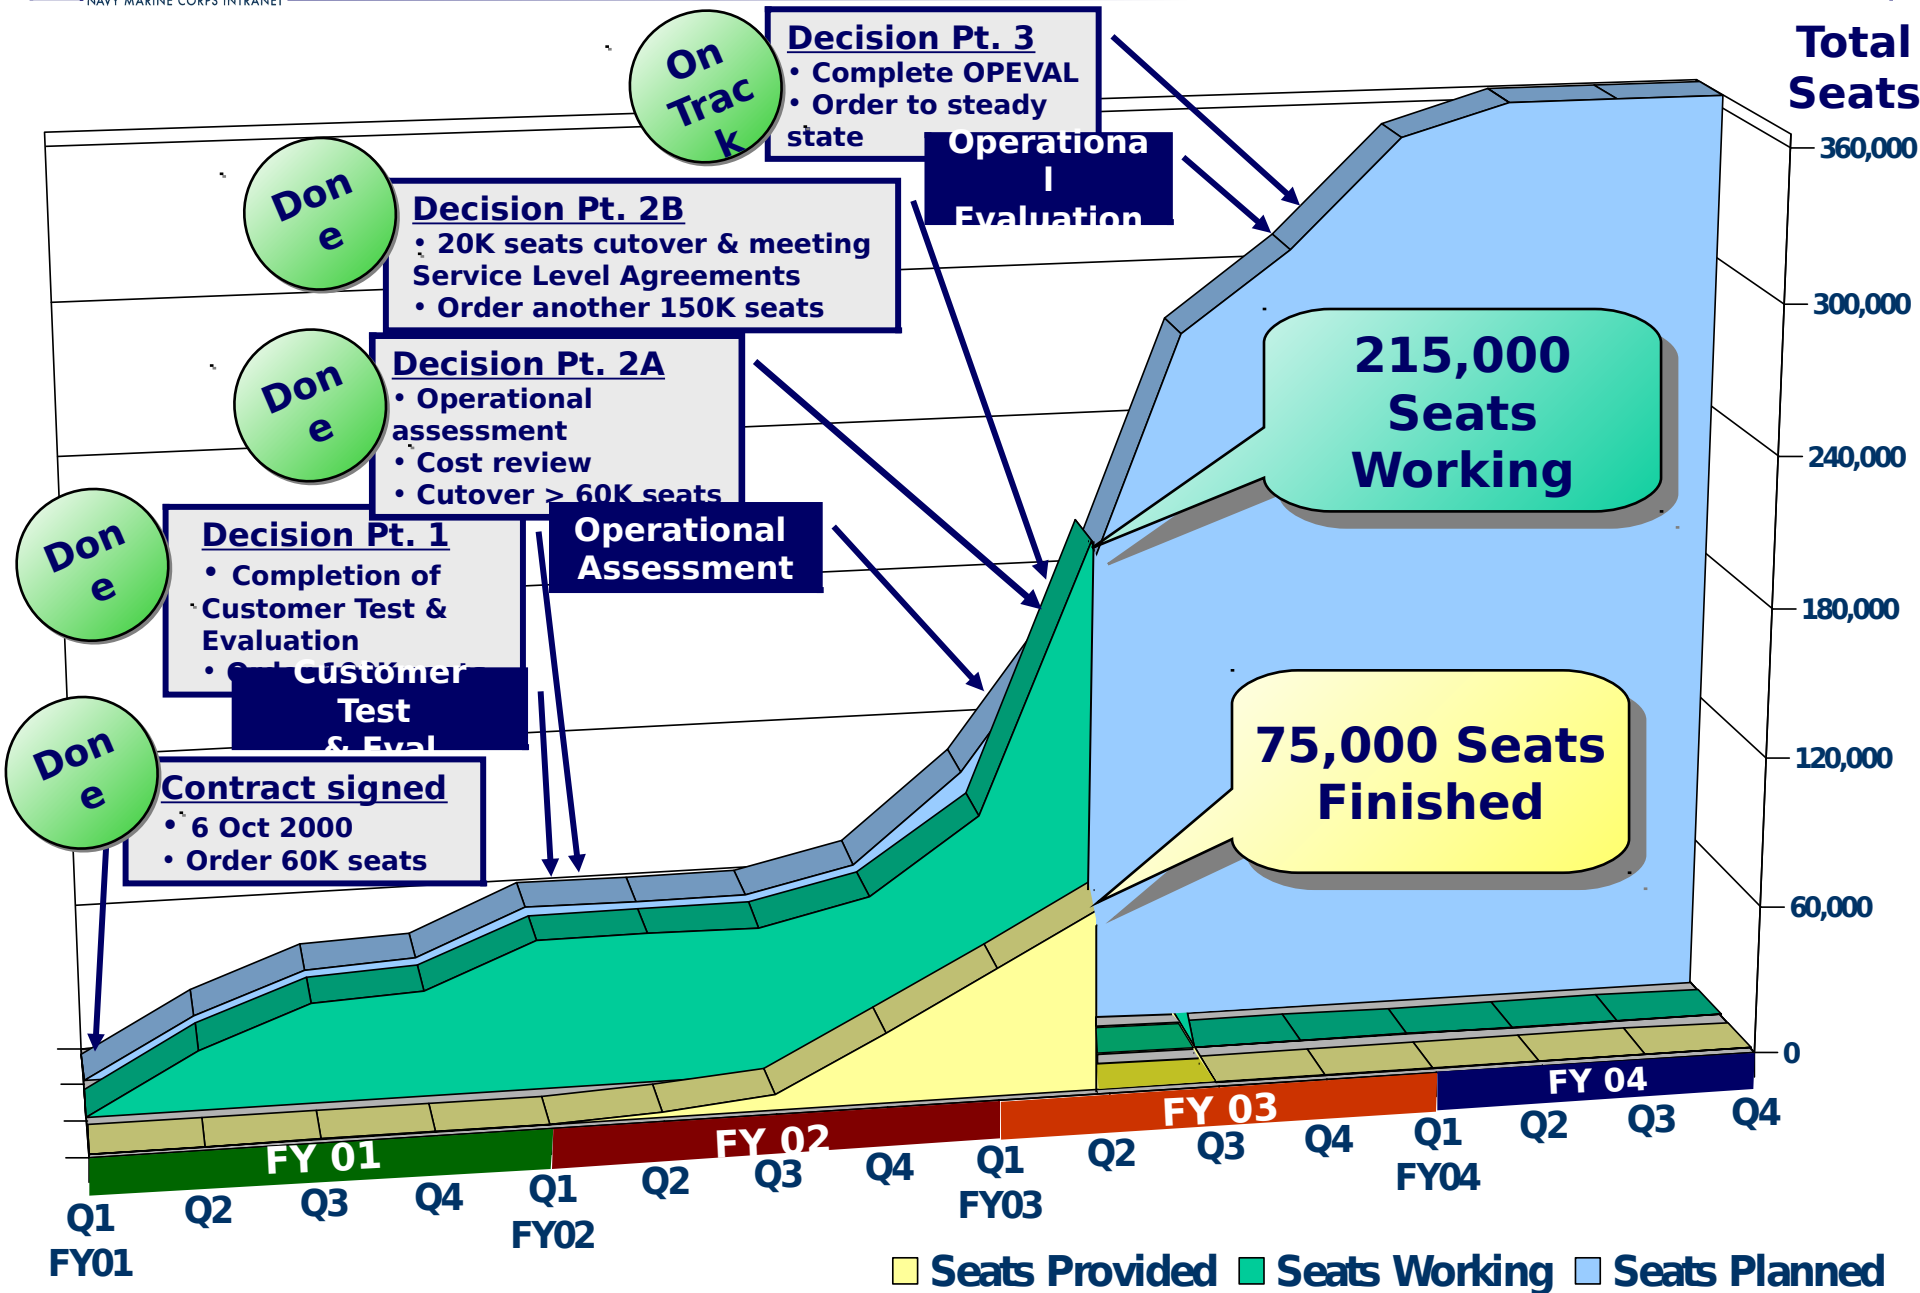 NAVY MARINE CORPS INTRANET
Total
Seats
On
Trac
k
Decision Pt. 3
• Complete OPEVAL
• Order to steady
state
Operationa
l
Evaluation
Don
e
Decision Pt. 2B
• 20K seats cutover & meeting
Service Level Agreements
• Order another 150K seats
Don
e
Decision Pt. 2A
• Operational
assessment
• Cost review
• Cutover > 60K seats
Operational
Assessment
Don
e
Decision Pt. 1
• Completion of
Customer Test &
Evaluation
•
Customer
Test
& Eval
Don
e
Contract signed
• 6 Oct 2000
• Order 60K seats
215,000
Seats
Working
75,000 Seats
Finished
360,000
300,000
240,000
180,000
120,000
60,000
0
FY 01
FY 02
FY 03
FY 04
Q1
FY01
Q2
Q3
Q4
Q1
FY02
Q2
Q3
Q4
Q1
FY03
Q2
Q3
Q4
Q1
FY04
Q2
Q3
Q4
Seats Provided
Seats Working
Seats Planned